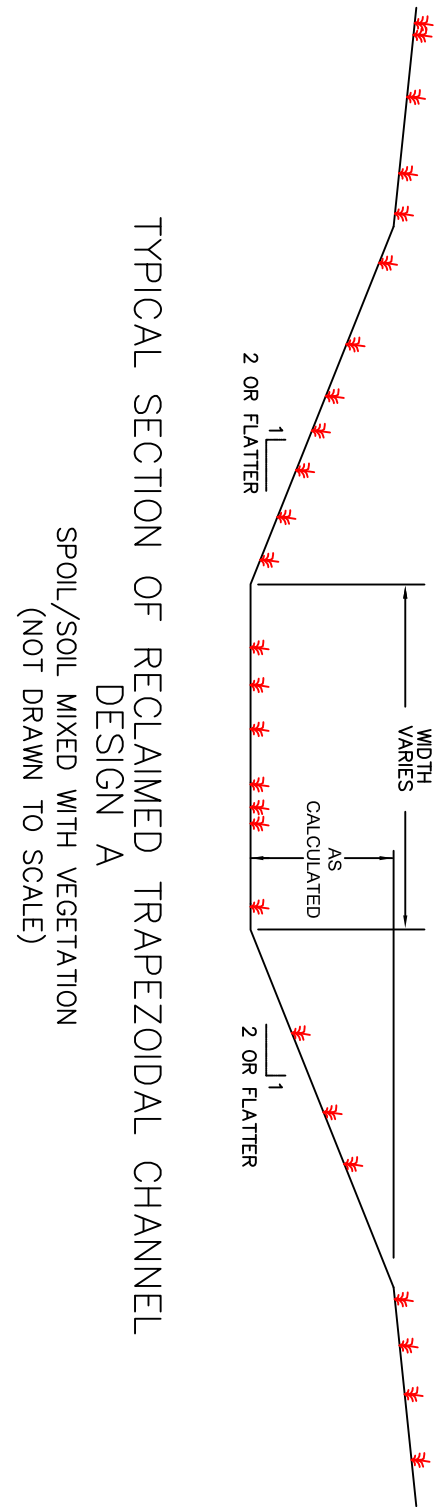 WIDTH
VARIES
AS
CALCULATED
1
2 OR FLATTER
1
2 OR FLATTER
TYPICAL SECTION OF RECLAIMED TRAPEZOIDAL CHANNEL
DESIGN A
SPOIL/SOIL MIXED WITH VEGETATION
(NOT DRAWN TO SCALE)